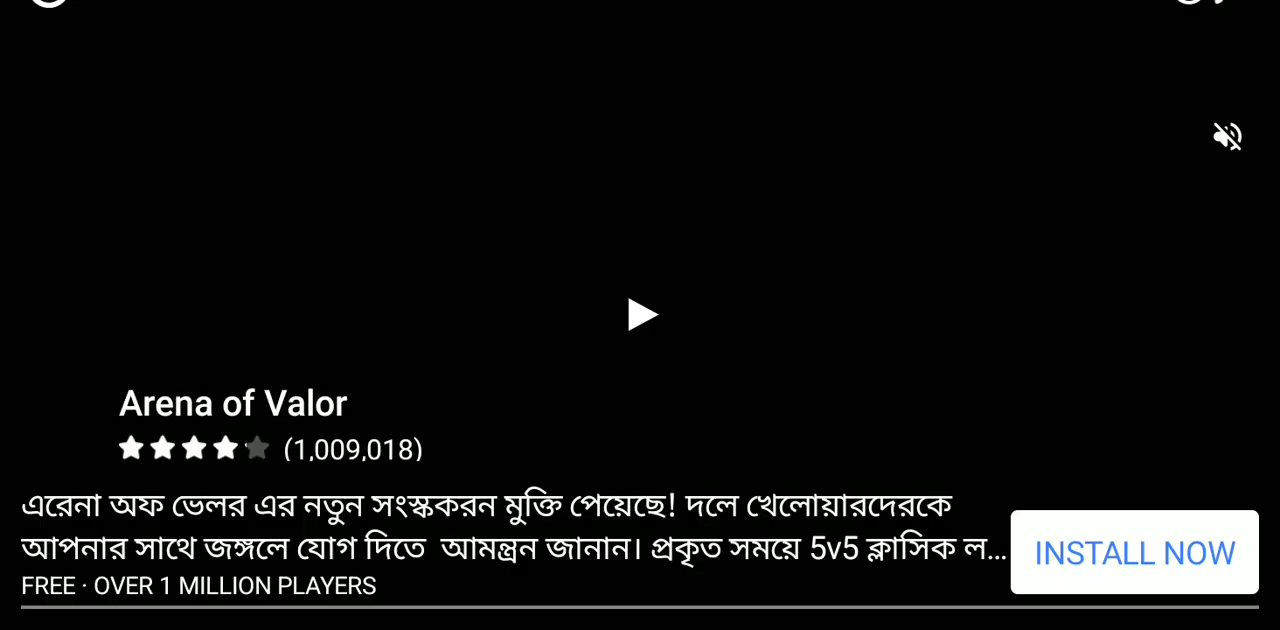 Arena of Valor
(1,009,018)
এরেনা অফ ভেলর এর নতুন সংস্ককরন মুক্তি পেয়েছে! দলে খেলোয়ারদেরকে
আপনার সাথে জঙ্গলে যোগ দিতে  আমন্ত্রন জানান। প্রকৃত সময়ে 5v5 ক্লাসিক ল...
INSTALL NOW
FREE · OVER 1 MILLION PLAYERS